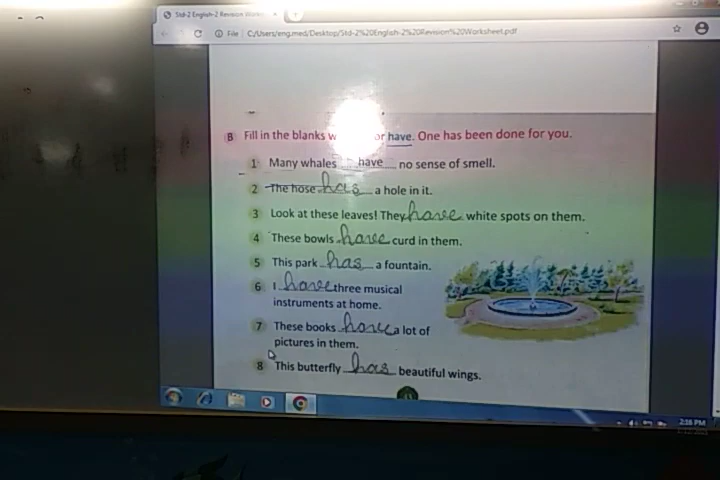 Std-2 English-2 Revision Works
File C:/Users/eng.med/Desktop/Std-2%20English-2%20Revision%20Worksheet.pdf
B Fill in the blanks w or have. One has been done for you.
1 Many whales have no sense of smell.
2 The hose has a hole in it.
3 Look at these leaves! They have white spots on them.
4 These bowls have curd in them.
5 This park has a fountain.
6 I have three musical
instruments at home.
7 These books have a lot of
pictures in them.
8 This butterfly has beautiful wings.
2:16 PM